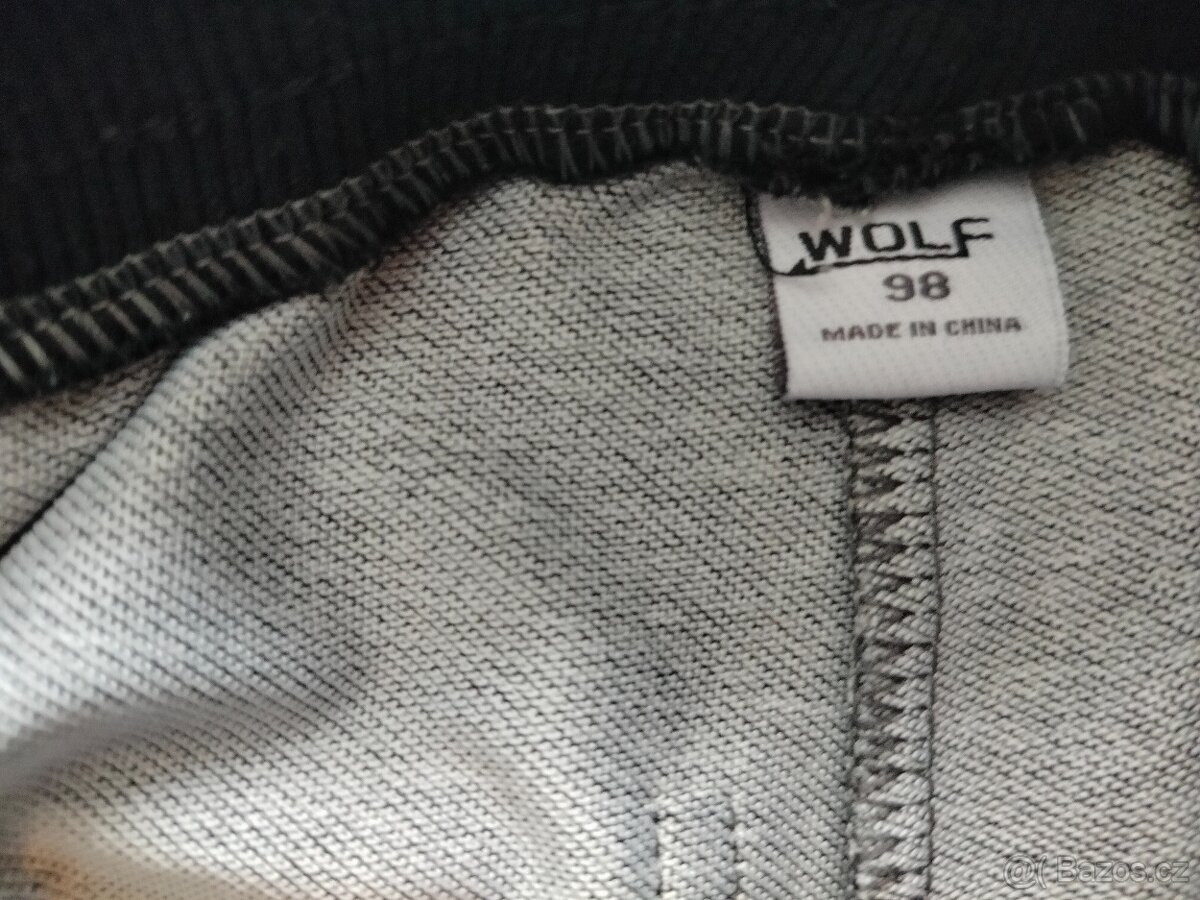 WOLF
98
MADE IN CHINA
@( Bazos.cz